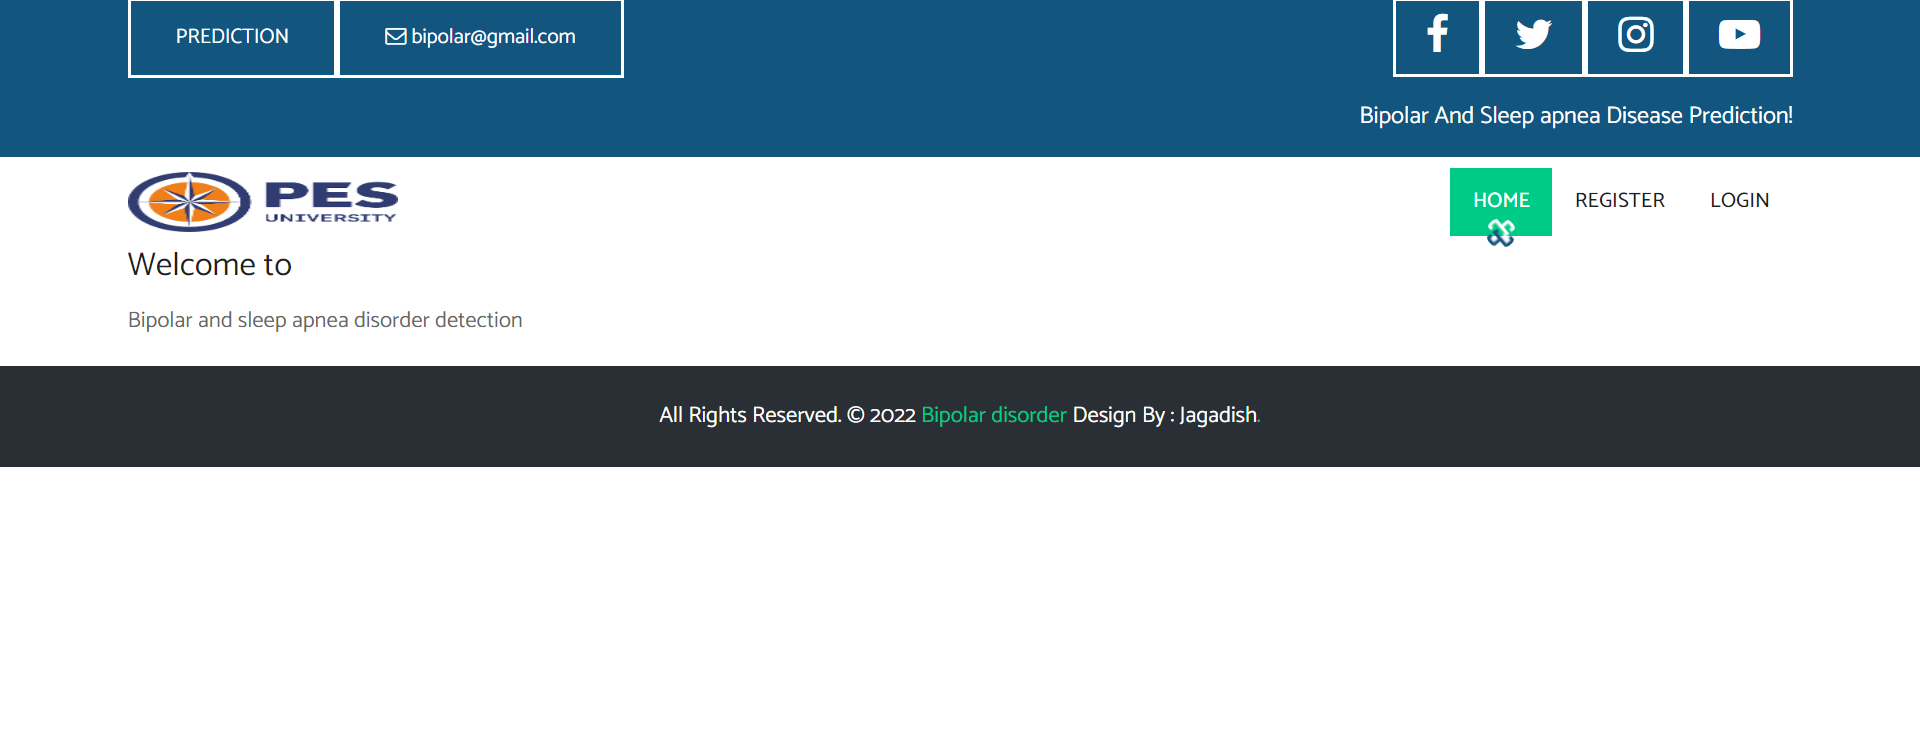 PREDICTION
bipolar@gmail.com
Bipolar And Sleep apnea Disease Prediction!
PES
UNIVERSITY
HOME
REGISTER
LOGIN
Welcome to
Bipolar and sleep apnea disorder detection
All Rights Reserved. © 2022 Bipolar disorder Design By : Jagadish.